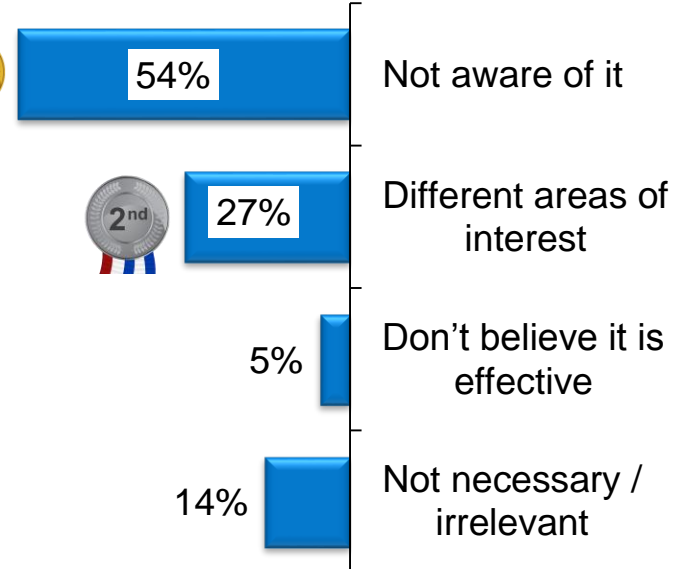 54%
Not aware of it
2nd
27%
Different areas of
interest
5%
Don’t believe it is
effective
14%
Not necessary /
irrelevant